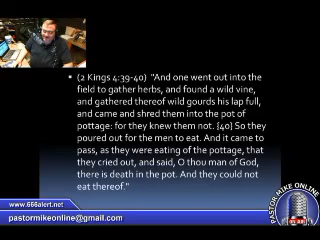 (2 Kings 4:39-40) "And one went out into the
field to gather herbs, and found a wild vine,
and gathered thereof wild gourds his lap full,
and came and shred them into the pot of
pottage: for they knew them not. {40} So they
poured out for the men to eat. And it came to
pass, as they were eating of the pottage, that
they cried out, and said, O thou man of God,
there is death in the pot. And they could not
eat thereof."
www.666alert.net
pastormikeonline@gmail.com
PASTOR MIKE ONLINE
ON AIR